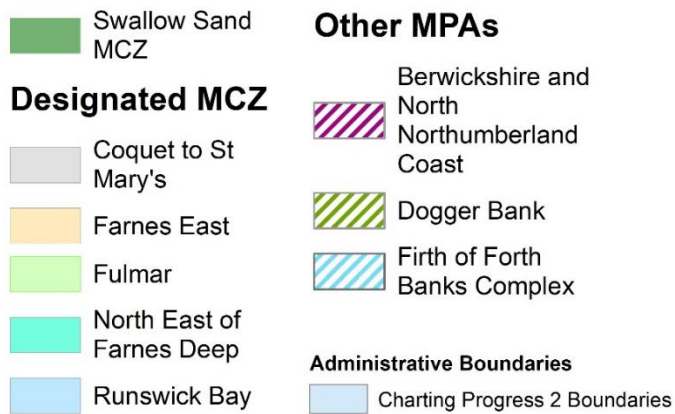 Swallow Sand
MCZ
Designated MCZ
Coquet to St
Mary's
Farnes East
Fulmar
North East of
Farnes Deep
Runswick Bay
Other MPAs
Berwickshire and
North
Northumberland
Coast
Dogger Bank
Firth of Forth
Banks Complex
Administrative Boundaries
Charting Progress 2 Boundaries